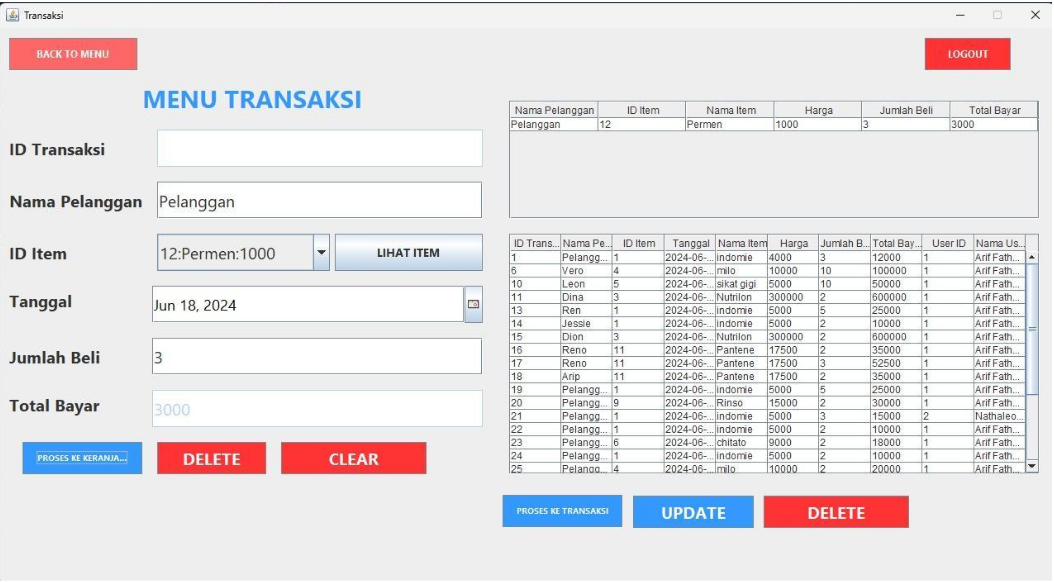 Transaksi
BACK TO MENU
LOGOUT
MENU TRANSAKSI
ID Transaksi
Nama Pelanggan Pelanggan
ID Item 12:Permen:1000 LIHAT ITEM
Tanggal Jun 18, 2024
Jumlah Beli 3
Total Bayar 3000
PROSES KE KERANJA... DELETE CLEAR
Nama Pelanggan ID Item Nama Item Harga Jumlah Beli Total Bayar
Pelanggan 12 Permen 1000 3 3000
ID Trans... Nama Pe... ID Item Tanggal Nama Item Harga Jumlah B... Total Bay... User ID Nama Us...
1 Pelangg... 1 2024-06-... indomie 4000 3 12000 1 Arif Fath...
6 Vero 4 2024-06-... milo 10000 10 100000 1 Arif Fath...
10 Leon 5 2024-06-... sikat gigi 5000 10 50000 1 Arif Fath...
11 Dina 3 2024-06-... Nutrilon 300000 2 600000 1 Arif Fath...
13 Ren 1 2024-06-... indomie 5000 5 25000 1 Arif Fath...
14 Jessie 1 2024-06-... indomie 5000 2 10000 1 Arif Fath...
15 Dion 3 2024-06-... Nutrilon 300000 2 600000 1 Arif Fath...
16 Reno 11 2024-06-... Pantene 17500 2 35000 1 Arif Fath...
17 Reno 11 2024-06-... Pantene 17500 3 52500 1 Arif Fath...
18 Arip 11 2024-06-... Pantene 17500 2 35000 1 Arif Fath...
19 Pelangg... 1 2024-06-... indomie 5000 5 25000 1 Arif Fath...
20 Pelangg... 9 2024-06-... Rinso 15000 2 30000 1 Arif Fath...
21 Pelangg... 1 2024-06-... indomie 5000 3 15000 2 Nathaleo...
22 Pelangg... 1 2024-06-... indomie 5000 2 10000 1 Arif Fath...
23 Pelangg... 6 2024-06-... chitato 9000 2 18000 1 Arif Fath...
24 Pelangg... 1 2024-06-... indomie 5000 2 10000 1 Arif Fath...
25 Pelangg... 4 2024-06-... milo 10000 2 20000 1 Arif Fath...
PROSES KE TRANSAKSI UPDATE DELETE